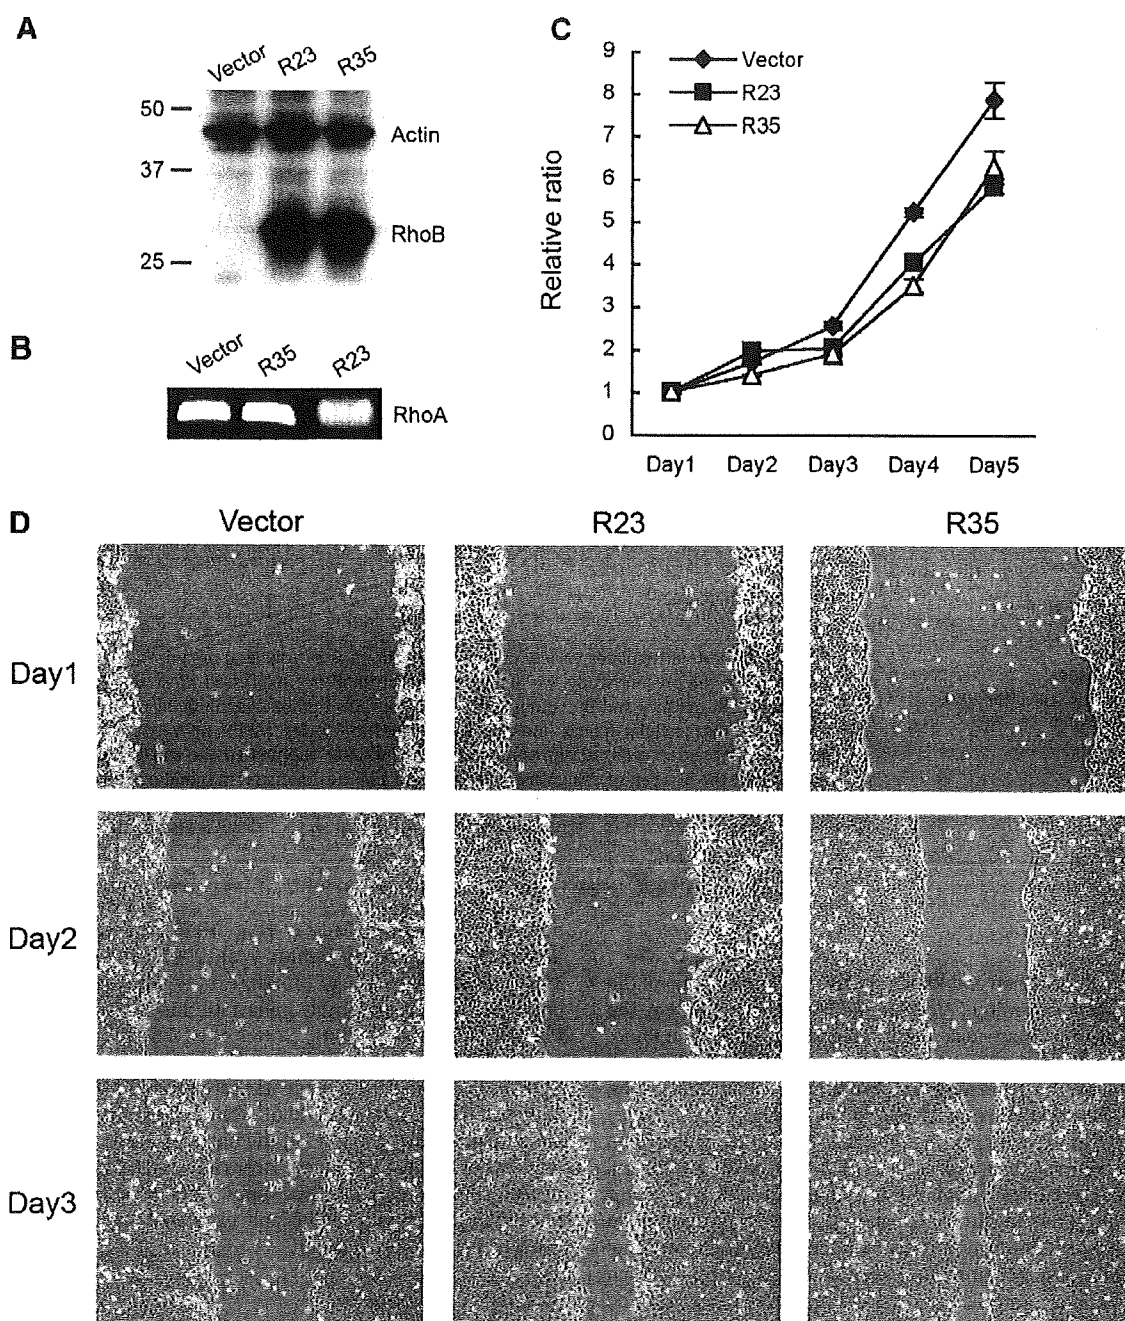 A
Vector R23 R35
50
Actin
37
RhoB
25
B
Vector R35 R23
RhoA
C
9
8
7
6
5
4
3
2
1
0
Relative ratio
Vector
R23
R35
Day1 Day2 Day3 Day4 Day5
D
Vector R23 R35
Day1
Day2
Day3